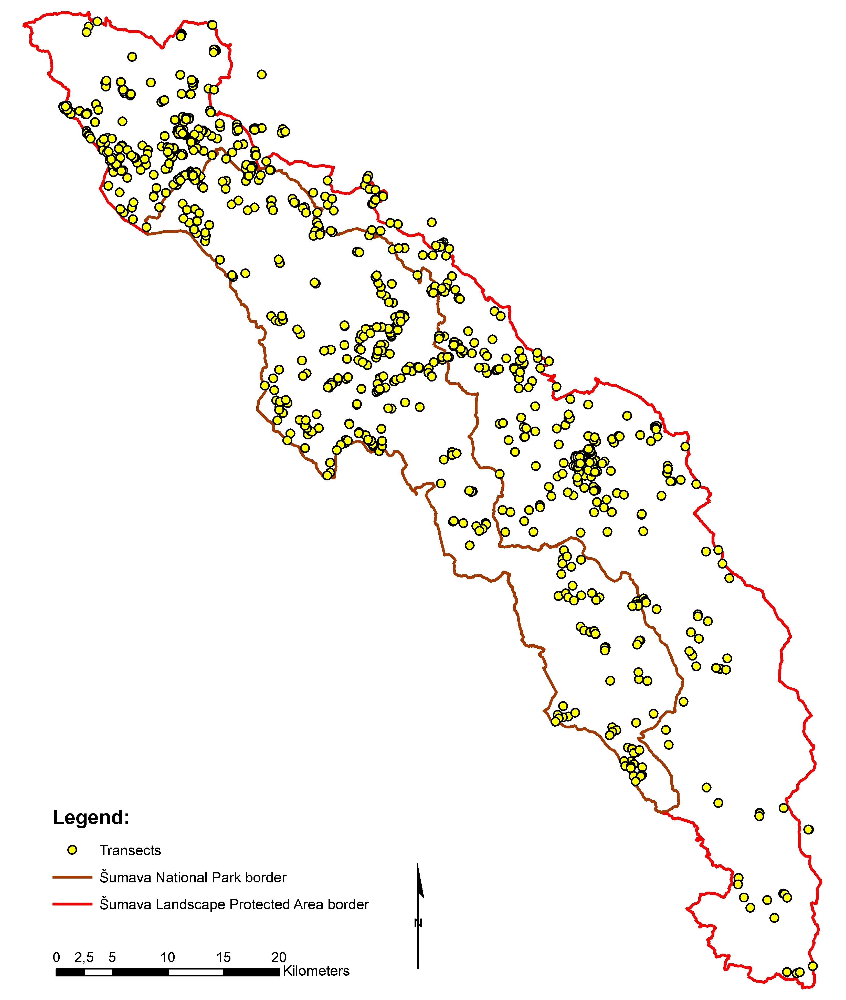 Legend:
Transects
Šumava National Park border
Šumava Landscape Protected Area border
N
0 2,5 5 10 15 20
Kilometers